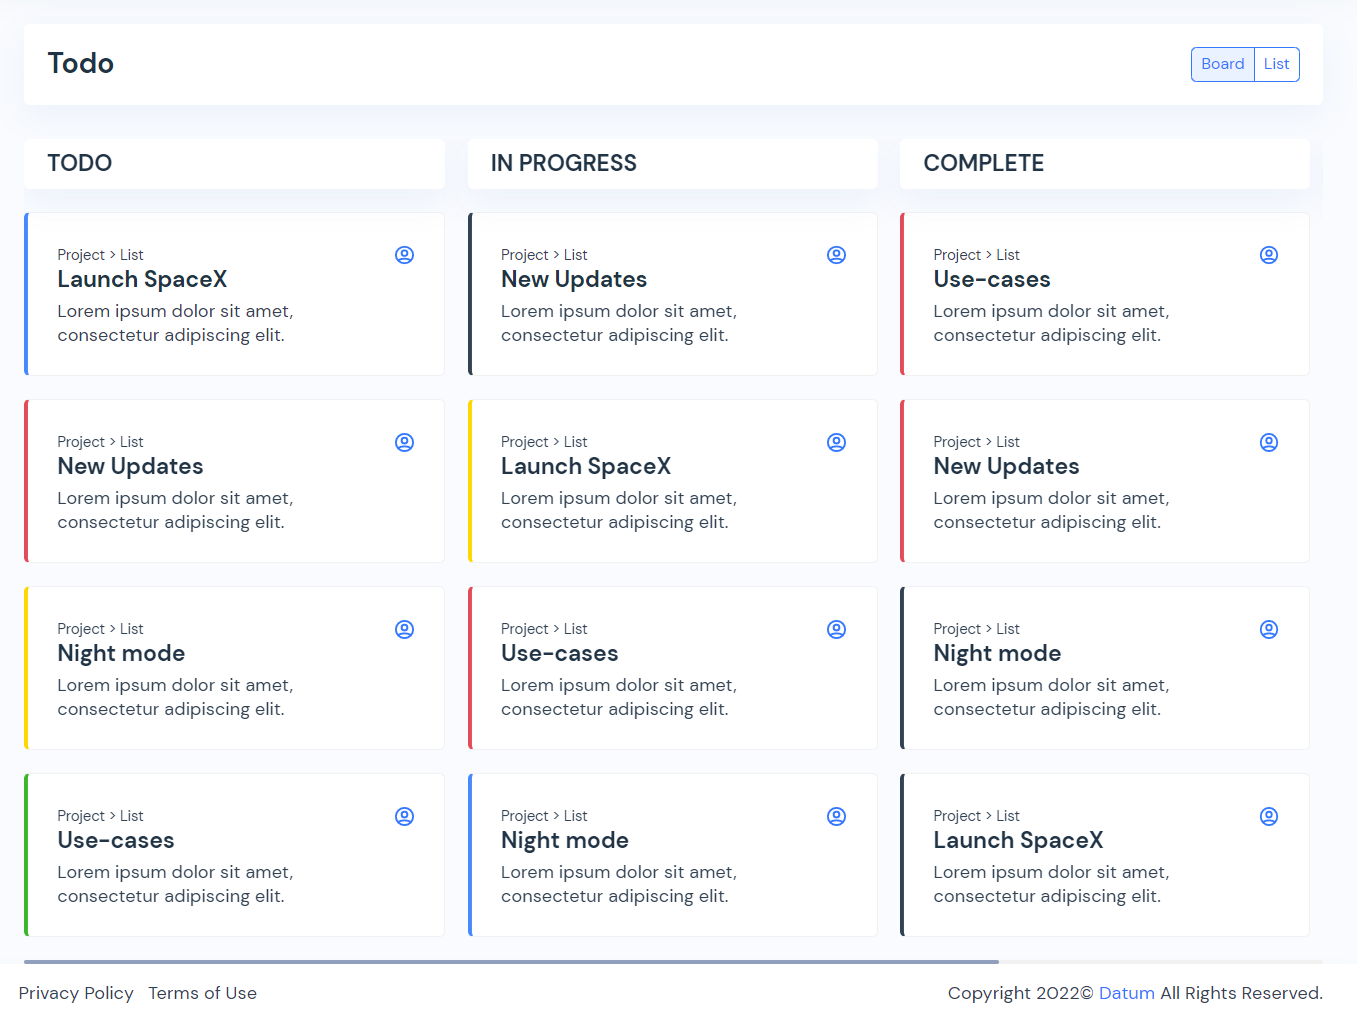 Todo
Board
List
TODO
Project > List
Launch SpaceX
Lorem ipsum dolor sit amet,
consectetur adipiscing elit.
Project > List
New Updates
Lorem ipsum dolor sit amet,
consectetur adipiscing elit.
Project > List
Night mode
Lorem ipsum dolor sit amet,
consectetur adipiscing elit.
Project > List
Use-cases
Lorem ipsum dolor sit amet,
consectetur adipiscing elit.
IN PROGRESS
Project > List
New Updates
Lorem ipsum dolor sit amet,
consectetur adipiscing elit.
Project > List
Launch SpaceX
Lorem ipsum dolor sit amet,
consectetur adipiscing elit.
Project > List
Use-cases
Lorem ipsum dolor sit amet,
consectetur adipiscing elit.
Project > List
Night mode
Lorem ipsum dolor sit amet,
consectetur adipiscing elit.
COMPLETE
Project > List
Use-cases
Lorem ipsum dolor sit amet,
consectetur adipiscing elit.
Project > List
New Updates
Lorem ipsum dolor sit amet,
consectetur adipiscing elit.
Project > List
Night mode
Lorem ipsum dolor sit amet,
consectetur adipiscing elit.
Project > List
Launch SpaceX
Lorem ipsum dolor sit amet,
consectetur adipiscing elit.
Privacy Policy
Terms of Use
Copyright 2022© Datum All Rights Reserved.